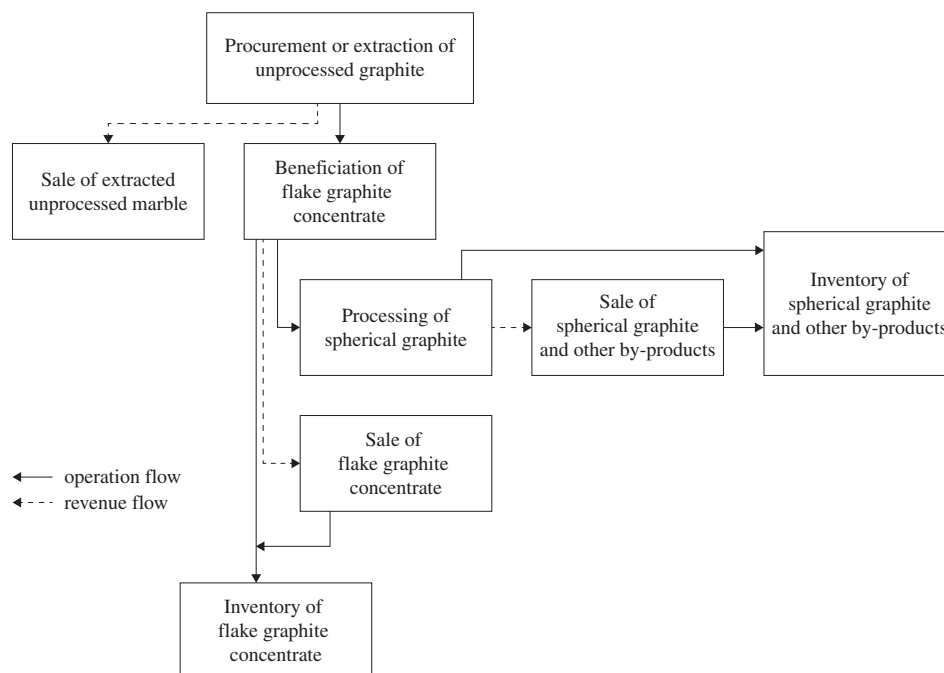 Procurement or extraction of
unprocessed graphite
Sale of extracted
unprocessed marble
Beneficiation of
flake graphite
concentrate
Processing of
spherical graphite
Sale of
spherical graphite
and other by-products
Inventory of
spherical graphite
and other by-products
Sale of
flake graphite
concentrate
operation flow
revenue flow
Inventory of
flake graphite
concentrate